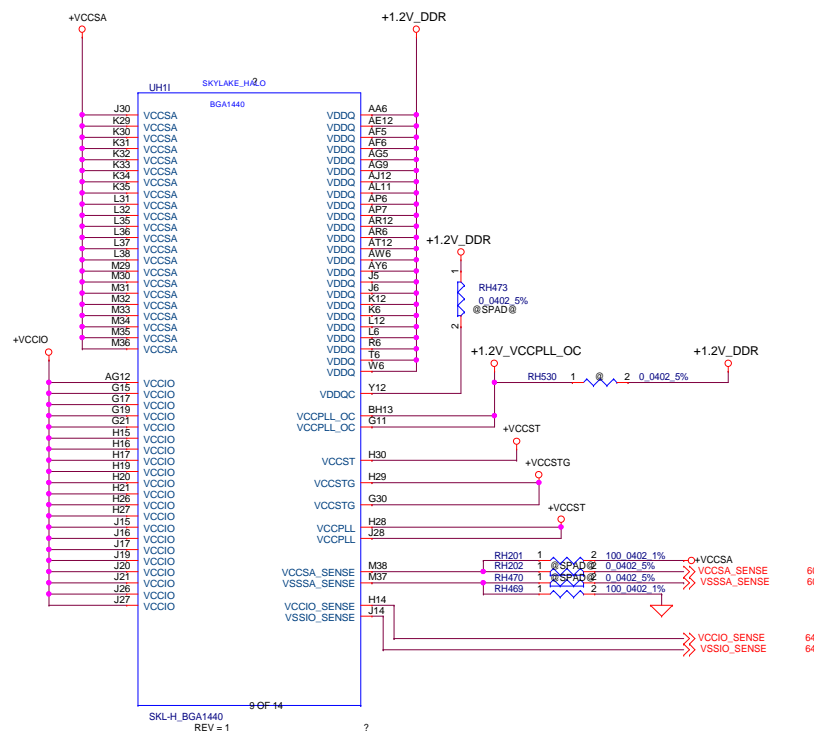 +VCCSA
+1.2V_DDR
UH1I
SKYLAKE_HALO
?
BGA1440
J30 VCCSA
K29 VCCSA
K30 VCCSA
K31 VCCSA
K32 VCCSA
K33 VCCSA
K34 VCCSA
K35 VCCSA
L31 VCCSA
L32 VCCSA
L35 VCCSA
L36 VCCSA
L37 VCCSA
L38 VCCSA
M29 VCCSA
M30 VCCSA
M31 VCCSA
M32 VCCSA
M33 VCCSA
M34 VCCSA
M35 VCCSA
M36 VCCSA
VDDQ AA6
VDDQ AE12
VDDQ AF5
VDDQ AF6
VDDQ AG5
VDDQ AG9
VDDQ AJ12
VDDQ AL11
VDDQ AP6
VDDQ AP7
VDDQ AR12
VDDQ AR6
VDDQ AT12
VDDQ AW6
VDDQ AY6
VDDQ J5
VDDQ J6
VDDQ K12
VDDQ K6
VDDQ L12
VDDQ L6
VDDQ R6
VDDQ T6
VDDQ W6
+1.2V_DDR
1
RH473
0_0402_5%
@SPAD@
2
+VCCIO
AG12 VCCIO
G15 VCCIO
G17 VCCIO
G19 VCCIO
G21 VCCIO
H15 VCCIO
H16 VCCIO
H17 VCCIO
H19 VCCIO
H20 VCCIO
H21 VCCIO
H26 VCCIO
H27 VCCIO
J15 VCCIO
J16 VCCIO
J17 VCCIO
J19 VCCIO
J20 VCCIO
J21 VCCIO
J26 VCCIO
J27 VCCIO
VDDQC Y12
+1.2V_VCCPLL_OC
+1.2V_DDR
RH530 1 @ 2 0_0402_5%
VCCPLL_OC BH13
VCCPLL_OC G11
+VCCST
VCCST H30
+VCCSTG
VCCSTG H29
VCCSTG G30
+VCCST
VCCPLL H28
VCCPLL J28
RH201 1 2 100_0402_1% +VCCSA
VCCSA_SENSE M38 RH202 1 @SPAD@ 2 0_0402_5% VCCSA_SENSE
VSSSA_SENSE M37 RH470 1 @SPAD@ 2 0_0402_5% VSSSA_SENSE
RH469 1 2 100_0402_1%
VCCIO_SENSE H14
VSSIO_SENSE J14
VCCIO_SENSE 64
VSSIO_SENSE 64
9 OF 14
SKL-H_BGA1440
REV = 1
?